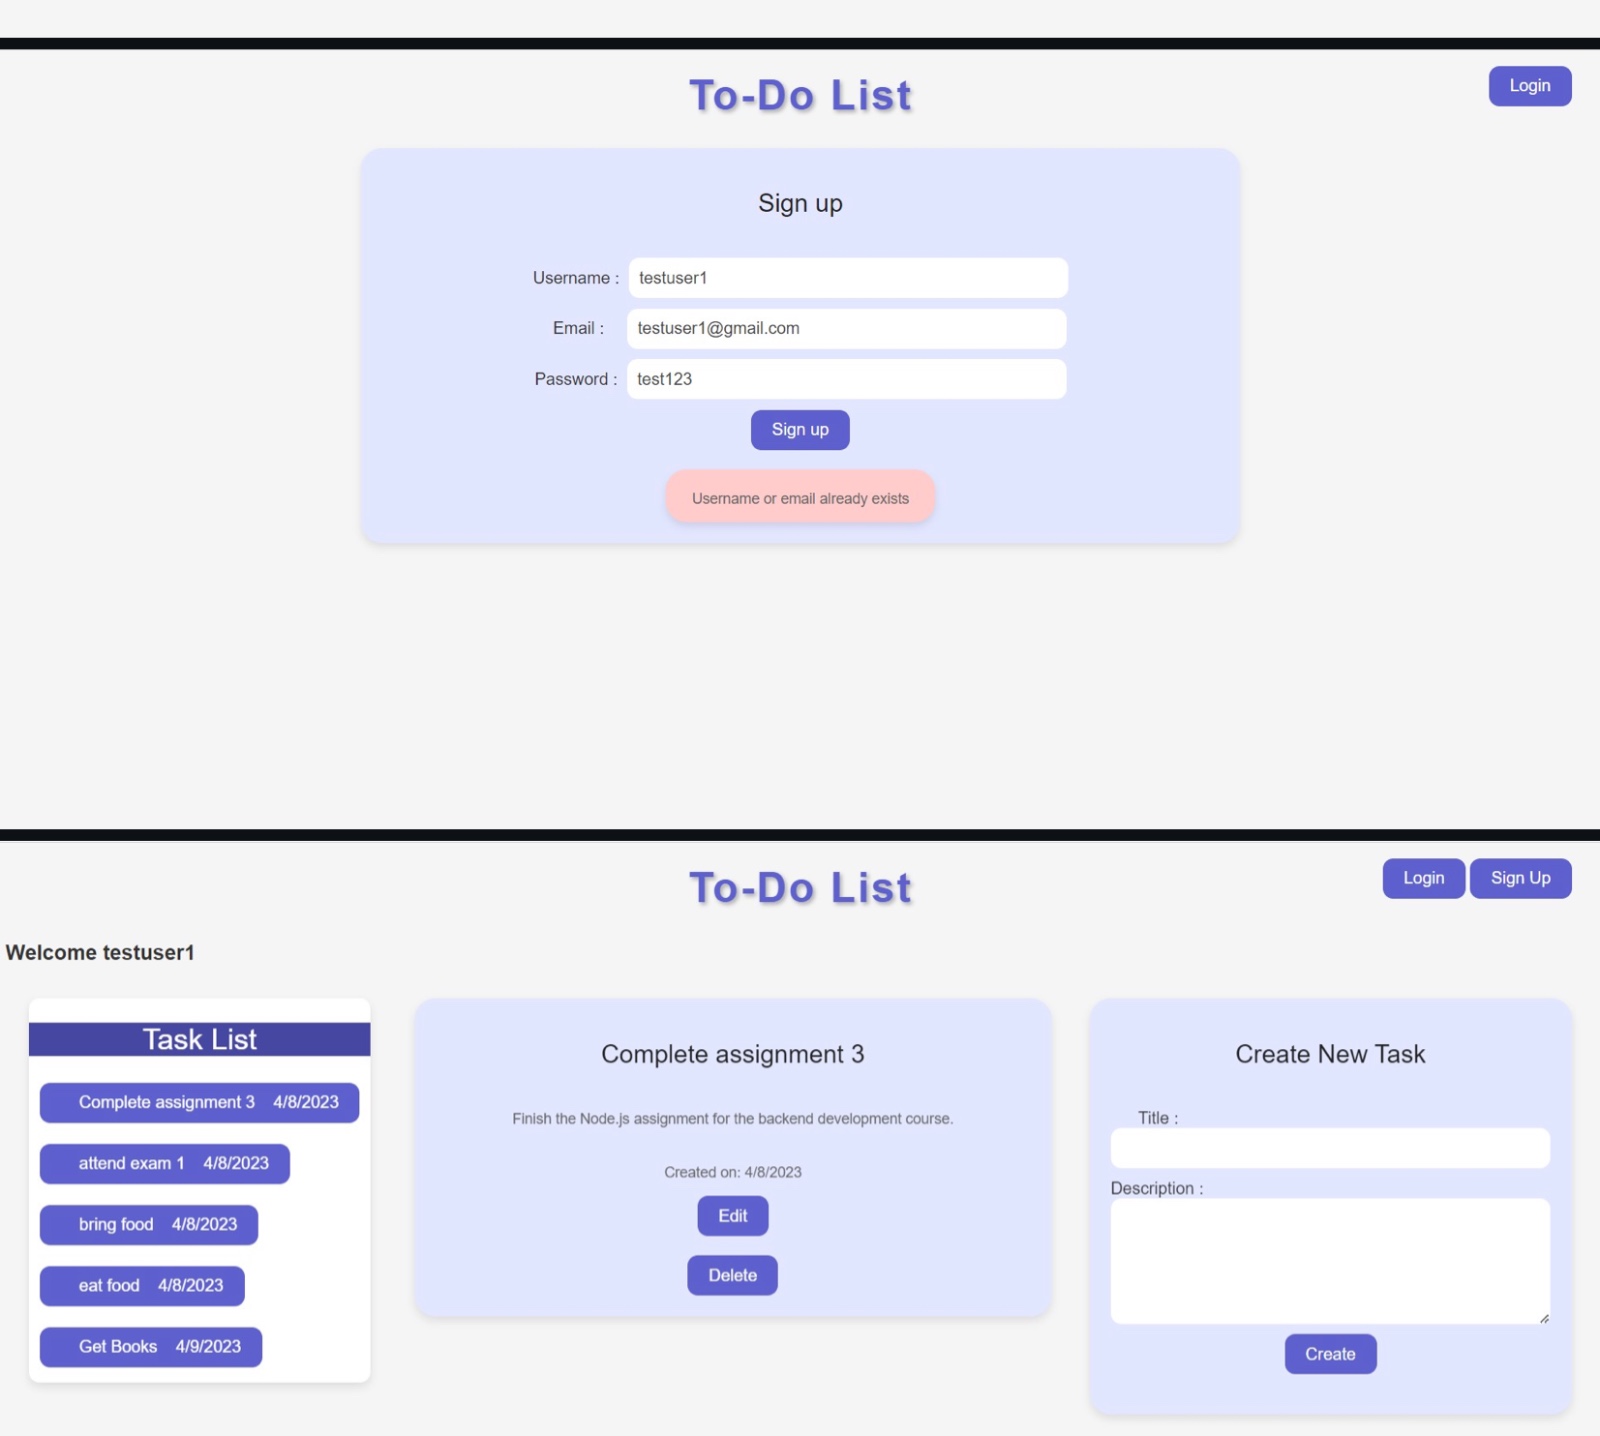 To-Do List
Login
Sign up
Username : testuser1
Email : testuser1@gmail.com
Password : test123
Sign up
Username or email already exists
To-Do List
Login Sign Up
Welcome testuser1
Task List
Complete assignment 3 4/8/2023
attend exam 1 4/8/2023
bring food 4/8/2023
eat food 4/8/2023
Get Books 4/9/2023
Complete assignment 3
Finish the Node.js assignment for the backend development course.
Created on: 4/8/2023
Edit
Delete
Create New Task
Title :
Description :
Create